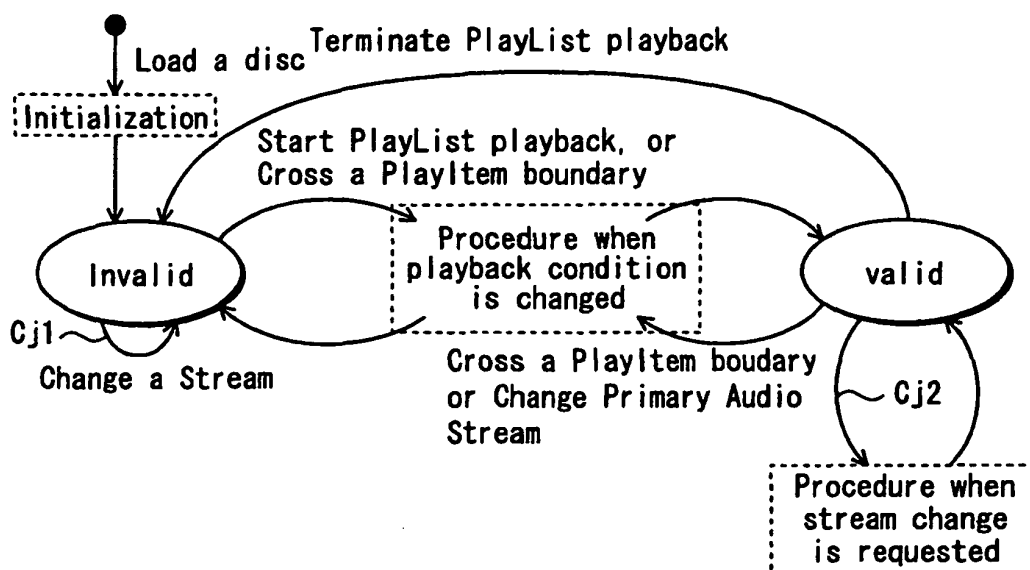 Terminate PlayList playback
Load a disc
Initialization
Start PlayList playback, or
Cross a PlayItem boundary
Procedure when
playback condition
is changed
Invalid
valid
Cj1
Change a Stream
Cross a PlayItem boudary
or Change Primary Audio
Stream
Cj2
Procedure when
stream change
is requested